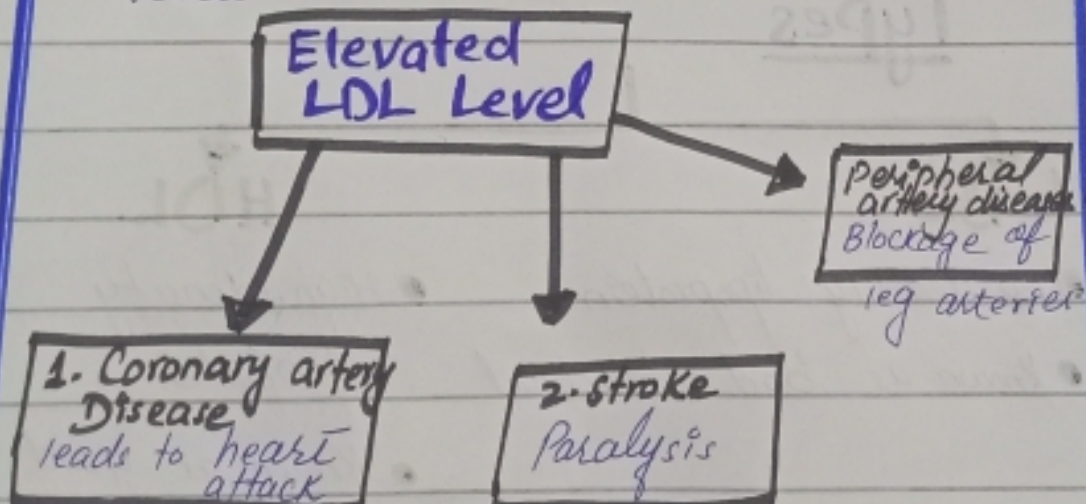 Elevated
LDL Level
Peripheral
artery disease
Blockage of
leg arteries
1. Coronary artery
Disease
leads to heart
attack
2. Stroke
Paralysis